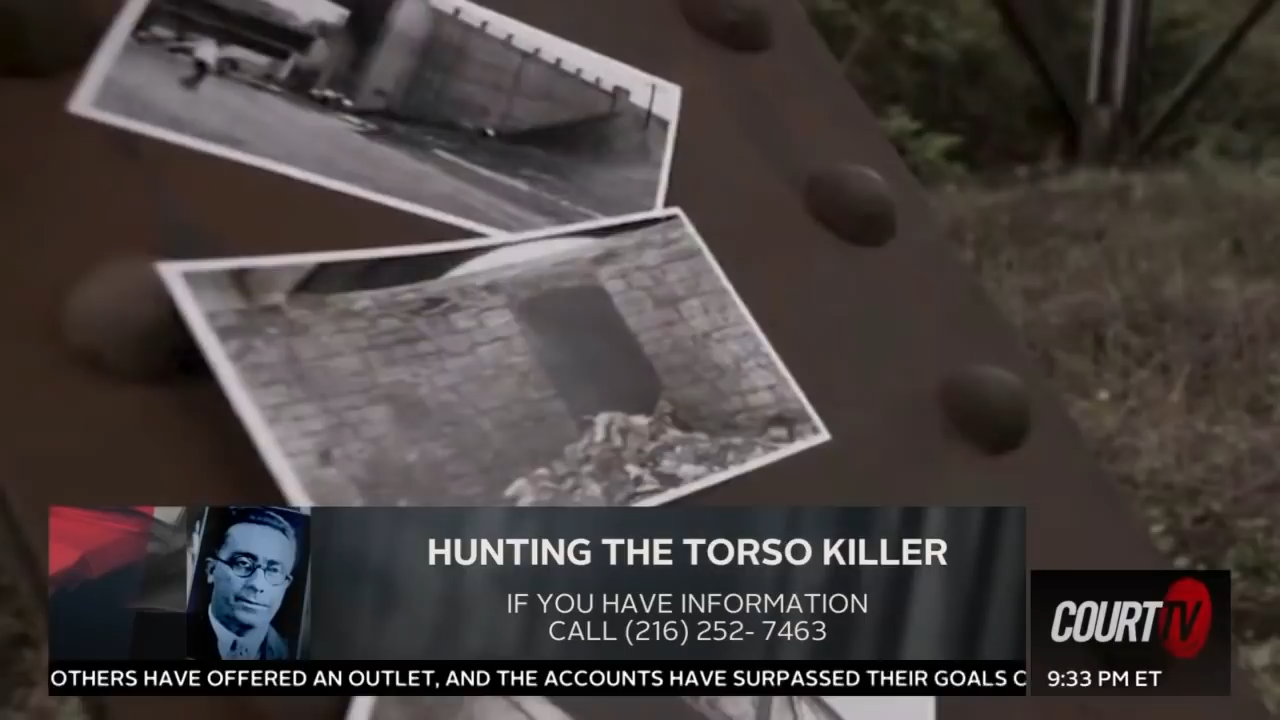 HUNTING THE TORSO KILLER
IF YOU HAVE INFORMATION
CALL (216) 252- 7463
OTHERS HAVE OFFERED AN OUTLET, AND THE ACCOUNTS HAVE SURPASSED THEIR GOALS
COURT TV
9:33 PM ET